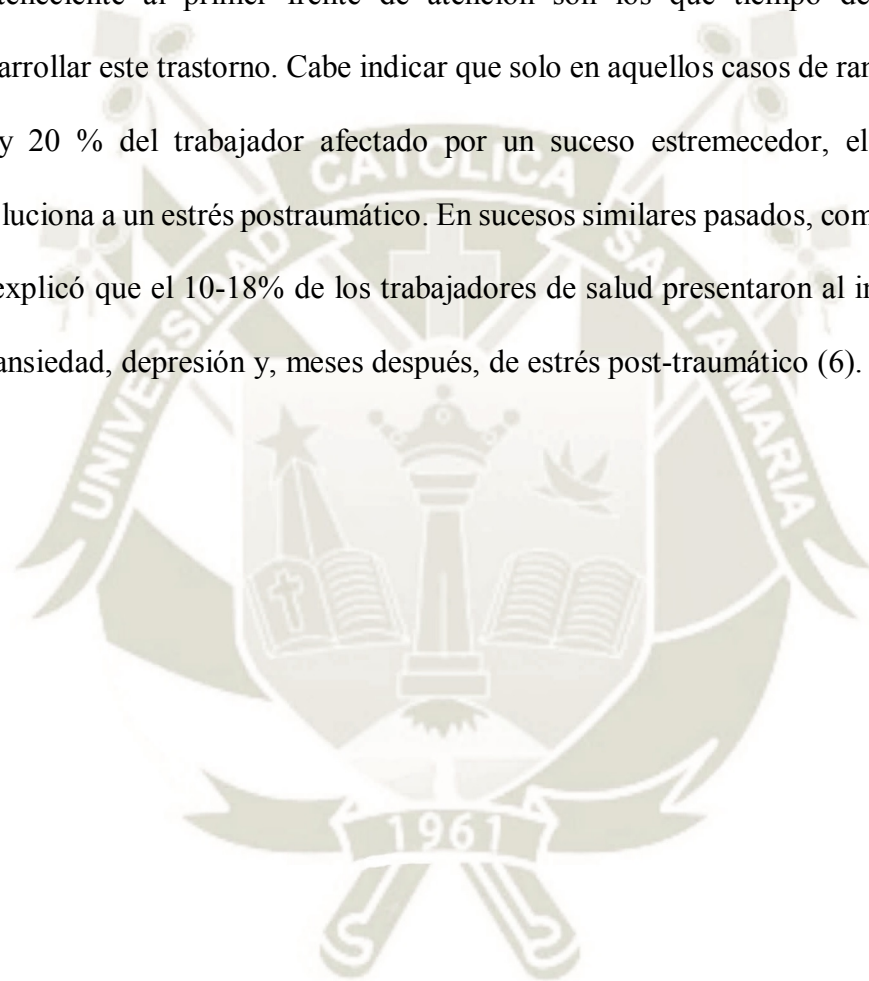 al primer frente de atención son los que tiempo de
arrollar este trastorno. Cabe indicar que solo en aquellos casos de ran
y 20 % del trabajador afectado por un suceso estremecedor, el
luciona a un estrés postraumático. En sucesos similares pasados, com
explicó que el 10-18% de los trabajadores de salud presentaron al in
ansiedad, depresión y, meses después, de estrés post-traumático (6).
UNIVERSIDAD CATOLICA SANTA MARIA
1961